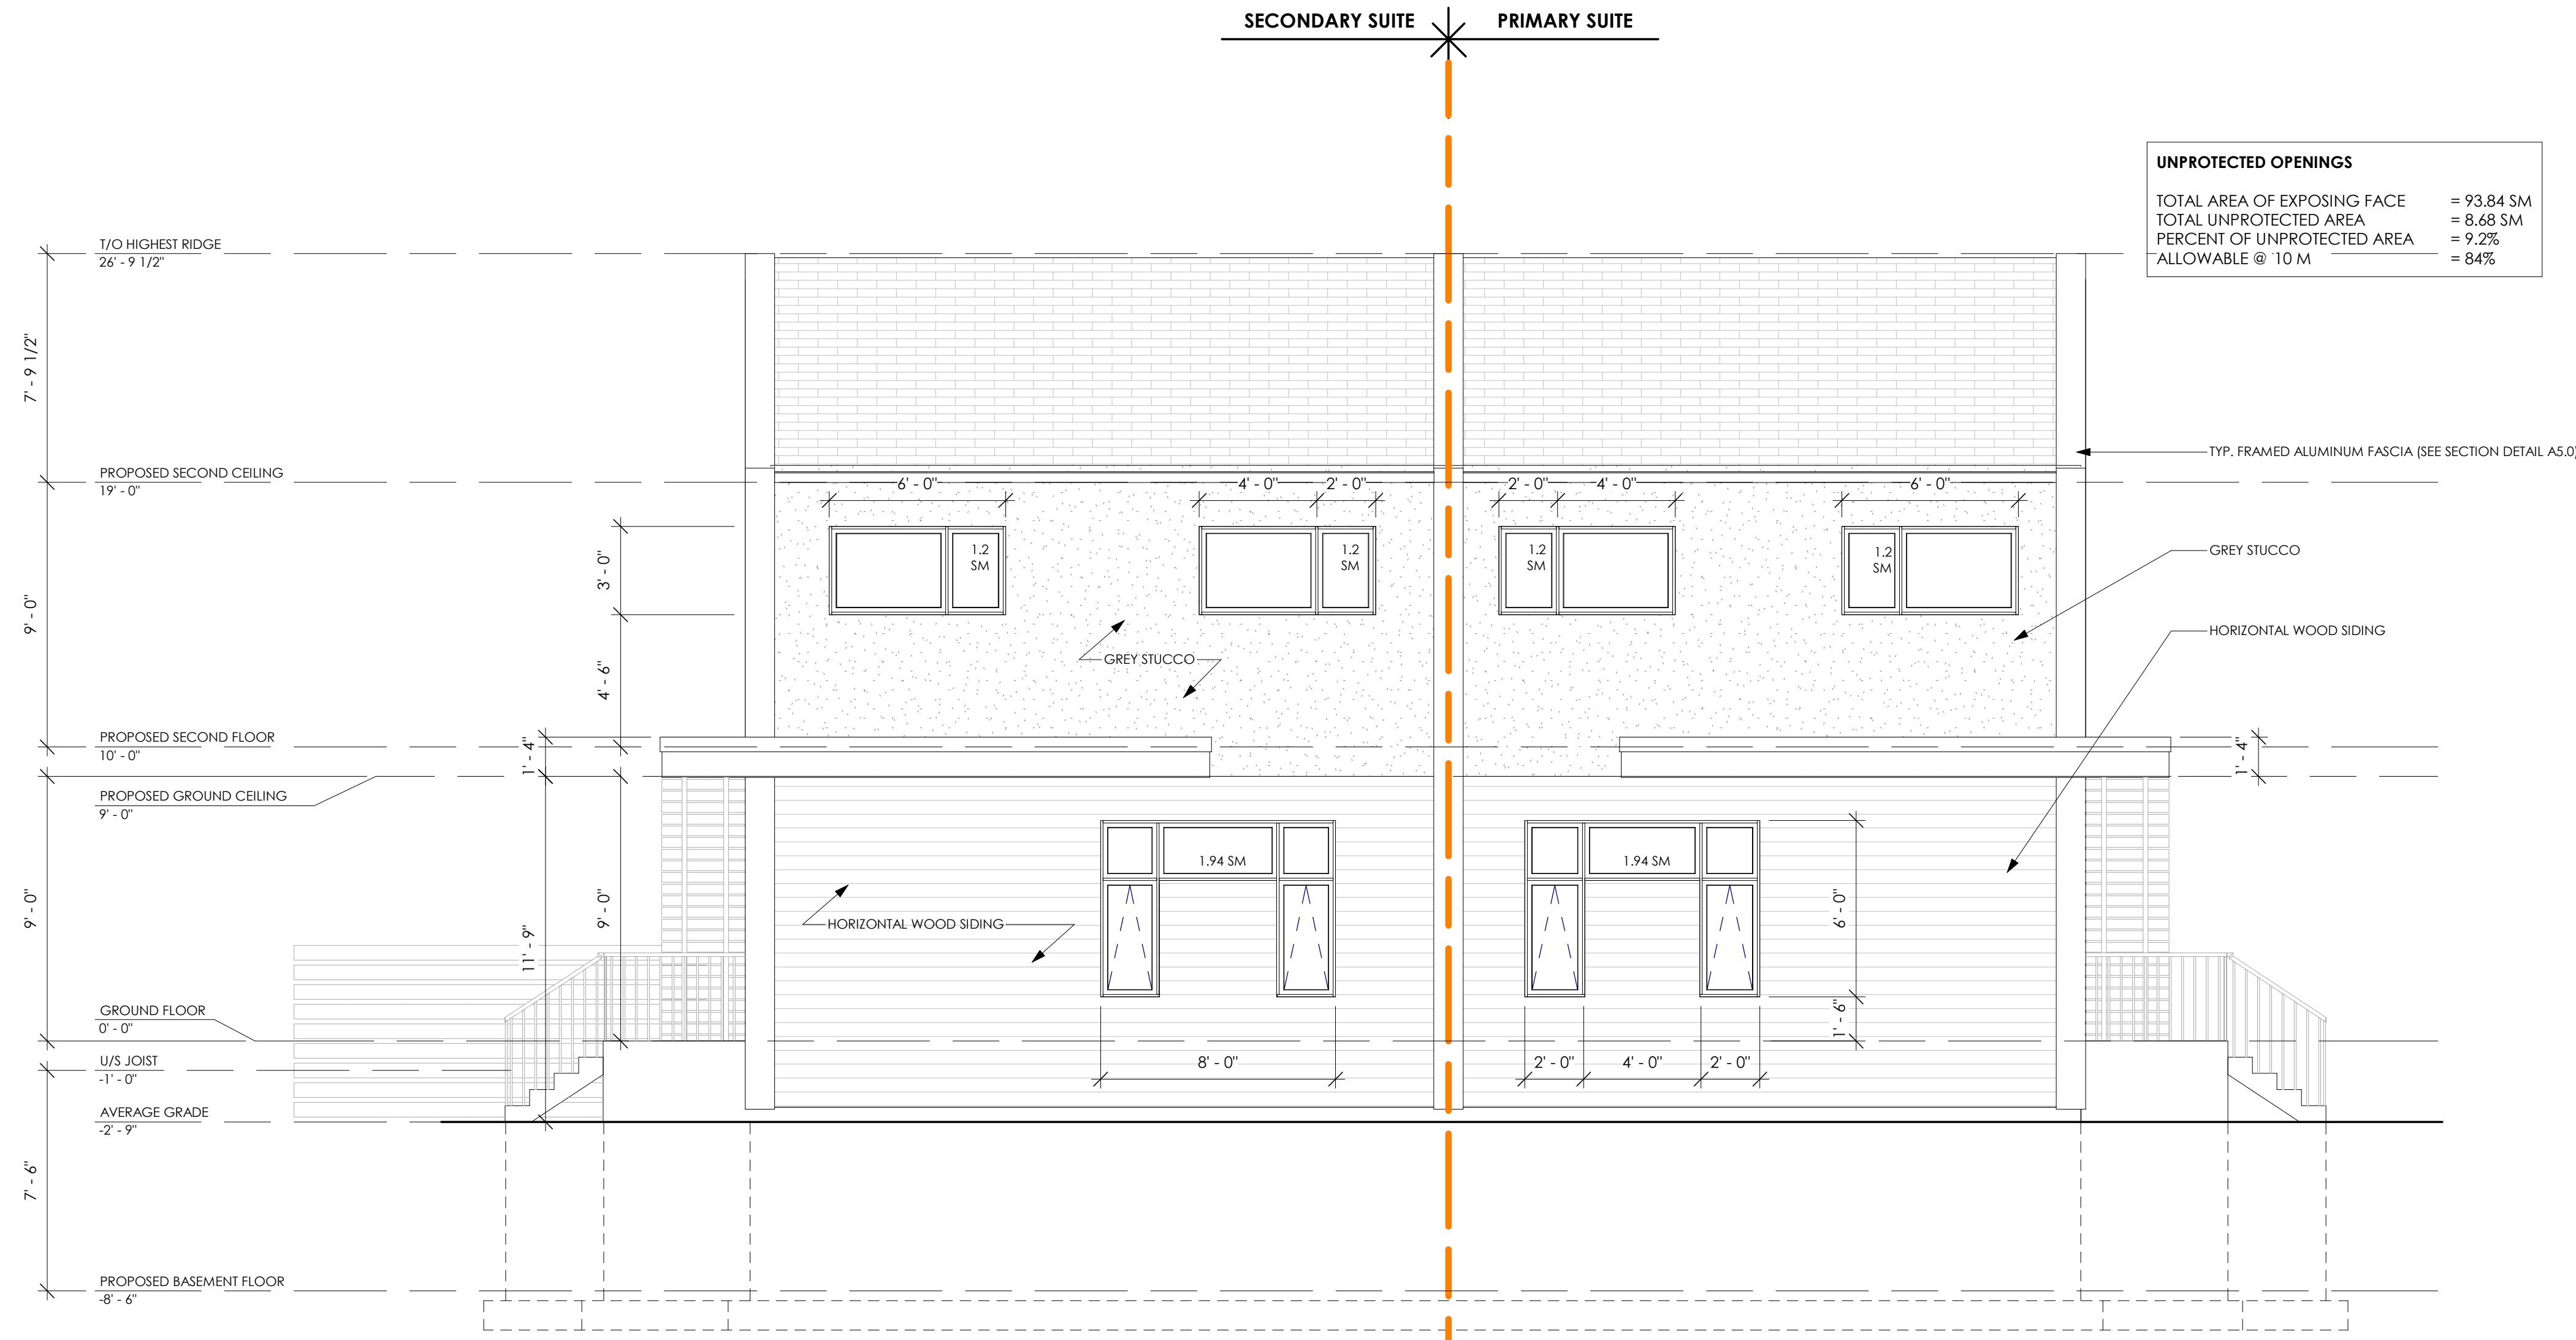 SECONDARY SUITE
PRIMARY SUITE
UNPROTECTED OPENINGS
TOTAL AREA OF EXPOSING FACE = 93.84 SM
TOTAL UNPROTECTED AREA = 8.68 SM
PERCENT OF UNPROTECTED AREA = 9.2%
ALLOWABLE @ 10 M = 84%
T/O HIGHEST RIDGE
26' - 9 1/2"
7' - 9 1/2"
TYP. FRAMED ALUMINUM FASCIA (SEE SECTION DETAIL A5.0)
PROPOSED SECOND CEILING
19' - 0"
6' - 0"
4' - 0"
2' - 0"
2' - 0"
4' - 0"
6' - 0"
1.2
SM
1.2
SM
1.2
SM
1.2
SM
3' - 0"
GREY STUCCO
9' - 0"
HORIZONTAL WOOD SIDING
GREY STUCCO
4' - 6"
PROPOSED SECOND FLOOR
10' - 0"
1' - 4"
1' - 4"
PROPOSED GROUND CEILING
9' - 0"
1.94 SM
1.94 SM
9' - 0"
9' - 0"
11' - 9"
HORIZONTAL WOOD SIDING
6' - 0"
GROUND FLOOR
0' - 0"
1' - 6"
U/S JOIST
-1' - 0"
8' - 0"
2' - 0"
4' - 0"
2' - 0"
AVERAGE GRADE
-2' - 9"
7' - 6"
PROPOSED BASEMENT FLOOR
-8' - 6"